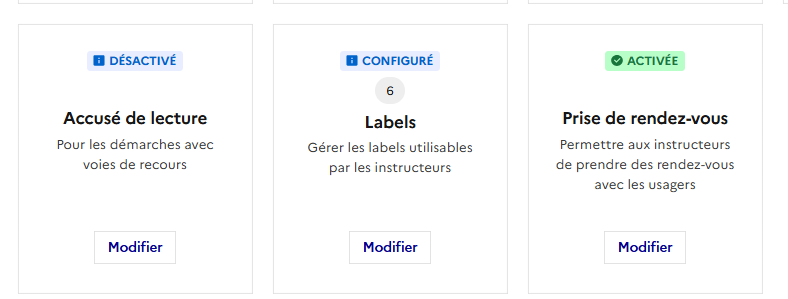 DÉSACTIVÉ
Accusé de lecture
Pour les démarches avec
voies de recours
Modifier
CONFIGURÉ
6
Labels
Gérer les labels utilisables
par les instructeurs
Modifier
ACTIVÉE
Prise de rendez-vous
Permettre aux instructeurs
de prendre des rendez-vous
avec les usagers
Modifier